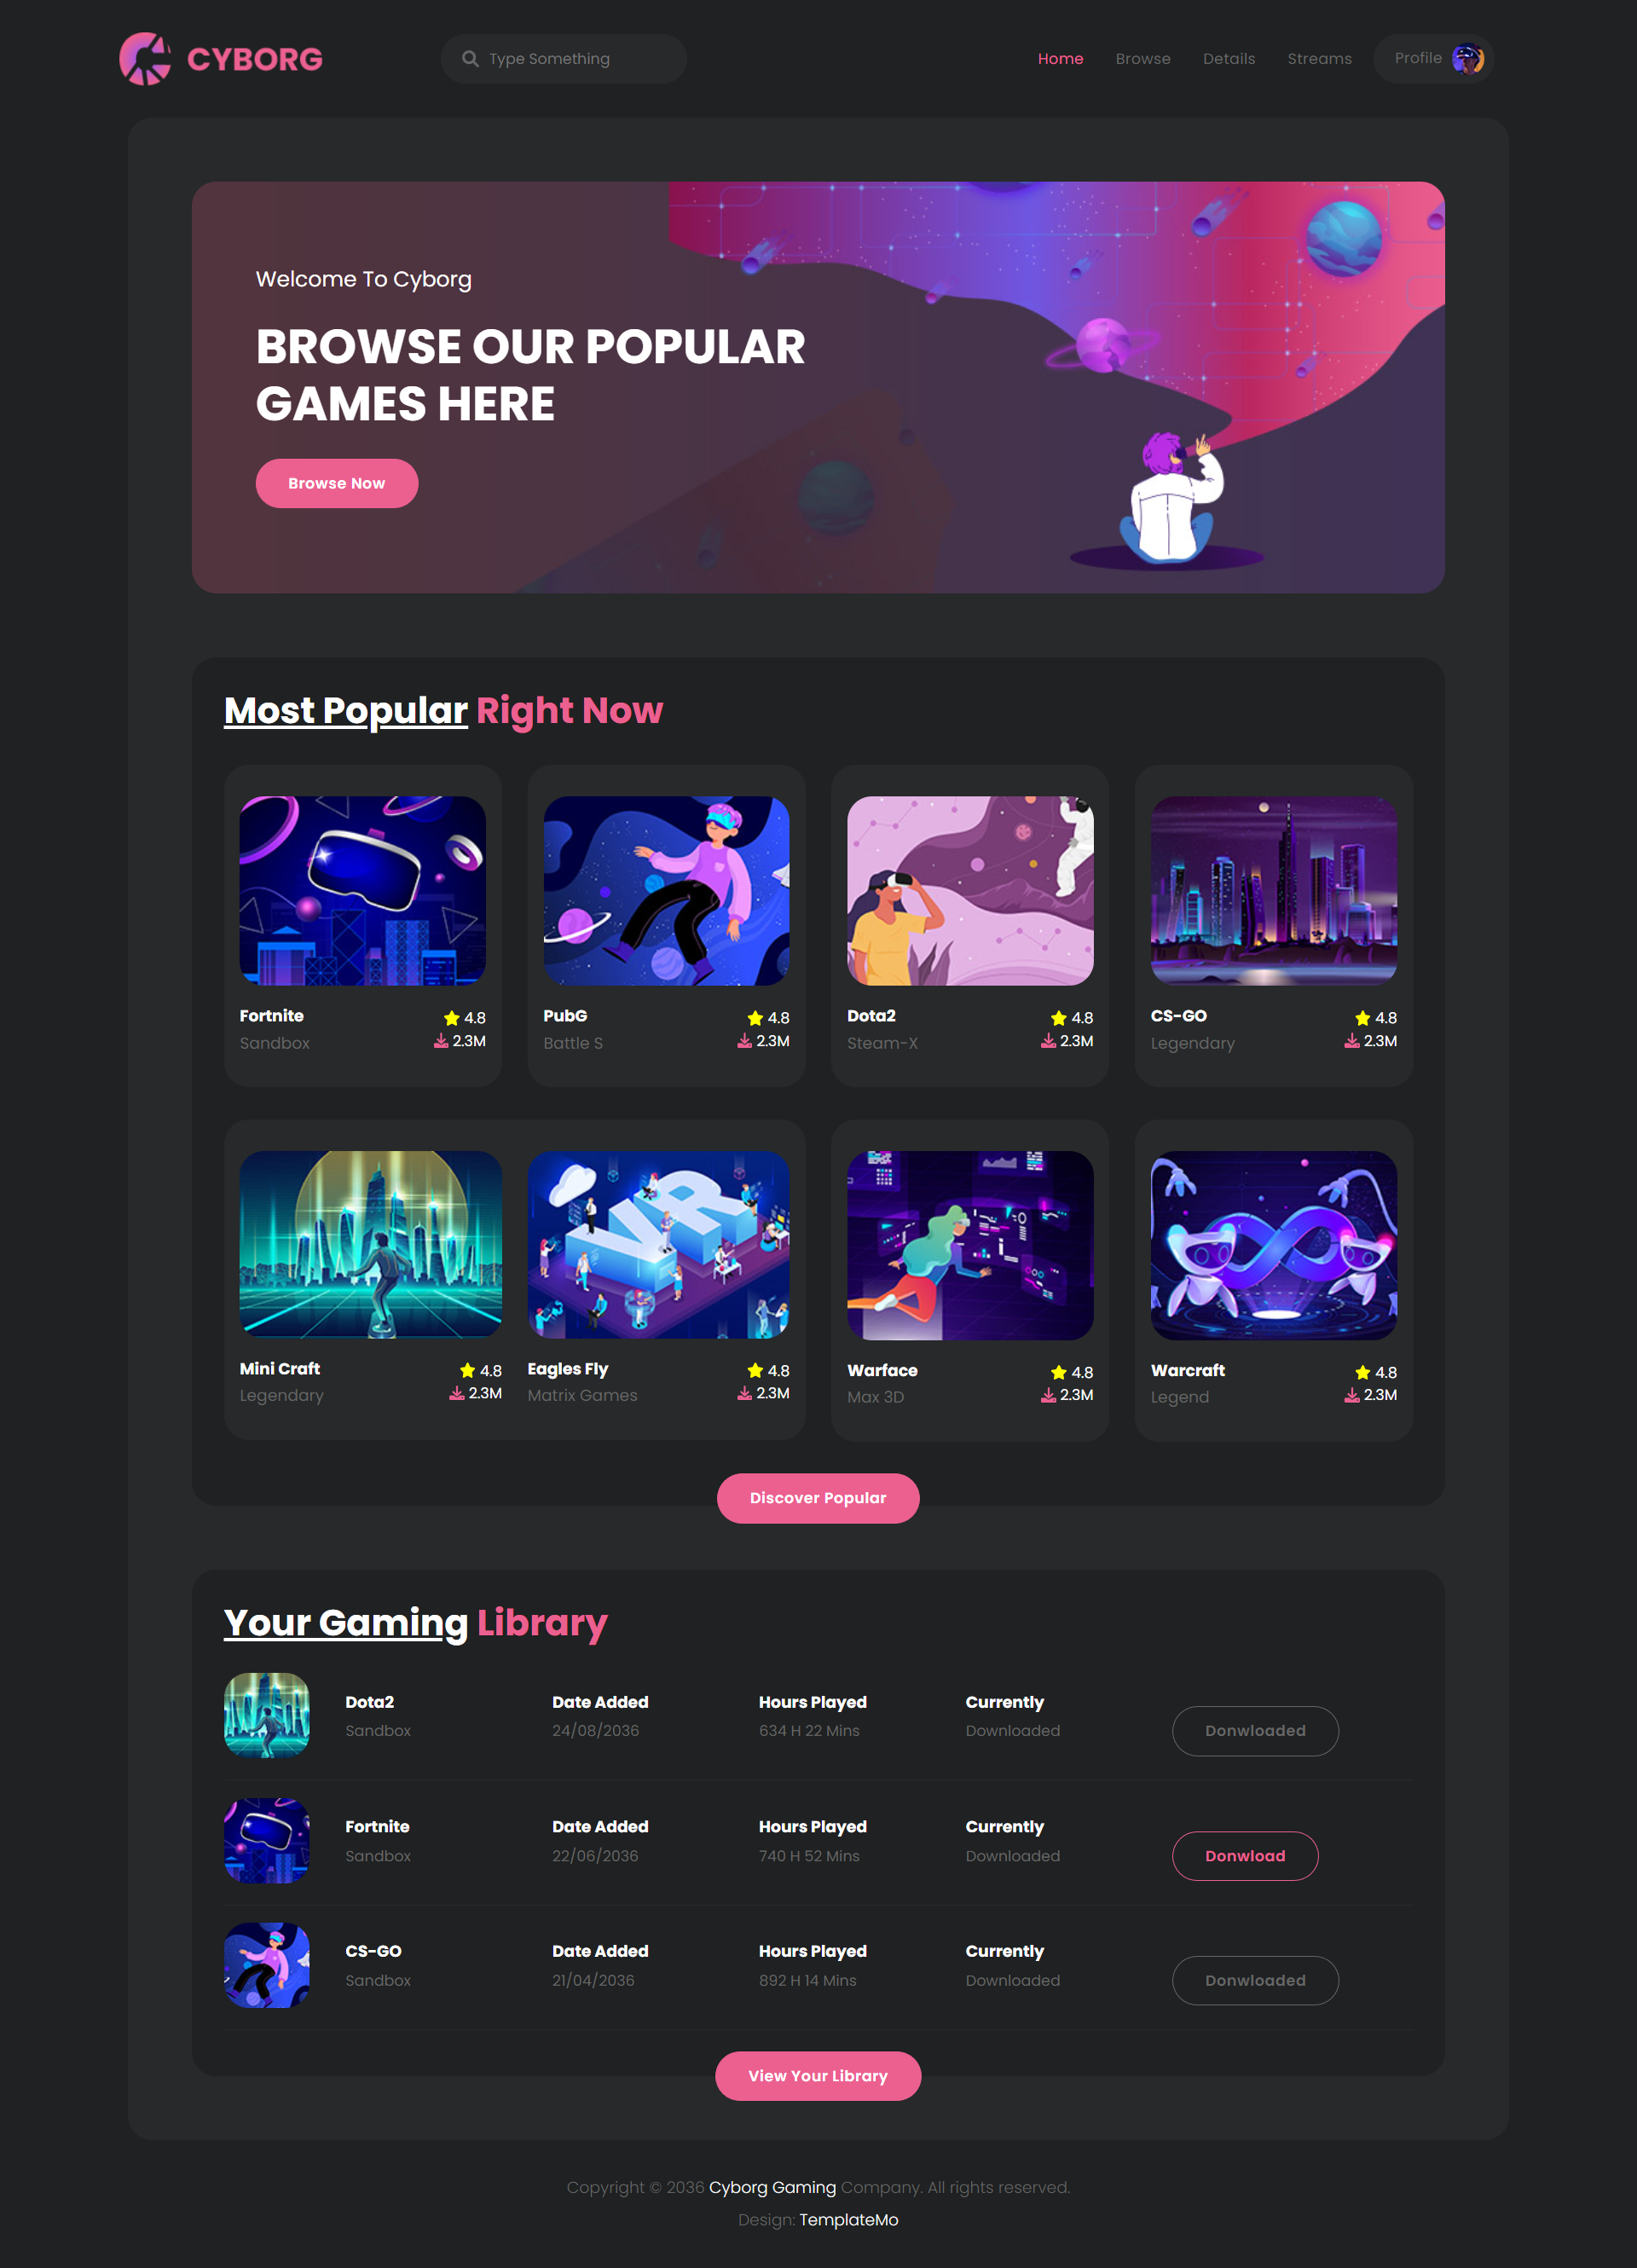 CYBORG
Type Something
Home
Browse
Details
Streams
Profile
Welcome To Cyborg
BROWSE OUR POPULAR
GAMES HERE
Browse Now
Most Popular Right Now
Fortnite
Sandbox
4.8
2.3M
PubG
Battle S
4.8
2.3M
Dota2
Steam-X
4.8
2.3M
CS-GO
Legendary
4.8
2.3M
VR
Mini Craft
Legendary
4.8
2.3M
Eagles Fly
Matrix Games
4.8
2.3M
Warface
Max 3D
4.8
2.3M
Warcraft
Legend
4.8
2.3M
Discover Popular
Your Gaming Library
Dota2
Sandbox
Date Added
24/08/2036
Hours Played
634 H 22 Mins
Currently
Downloaded
Donwloaded
Fortnite
Sandbox
Date Added
22/06/2036
Hours Played
740 H 52 Mins
Currently
Downloaded
Donwload
CS-GO
Sandbox
Date Added
21/04/2036
Hours Played
892 H 14 Mins
Currently
Downloaded
Donwloaded
View Your Library
Copyright © 2036 Cyborg Gaming Company. All rights reserved.
Design: TemplateMo